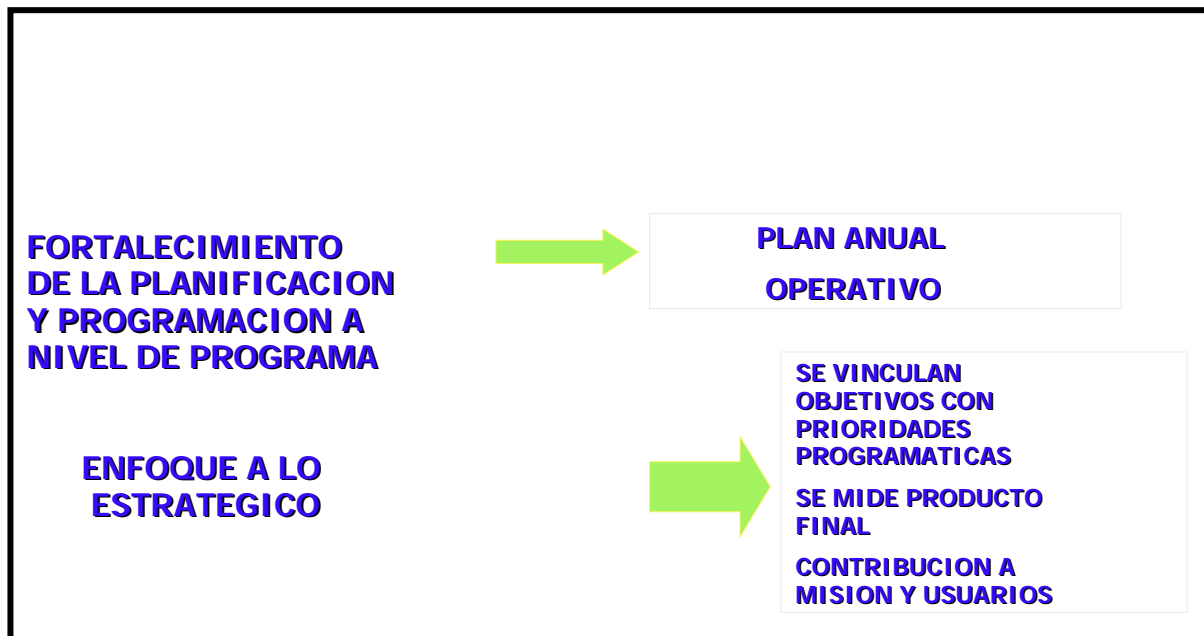 FORTALECIMIENTO
DE LA PLANIFICACION
Y PROGRAMACION A
NIVEL DE PROGRAMA
PLAN ANUAL
OPERATIVO
ENFOQUE A LO
ESTRATEGICO
SE VINCULAN
OBJETIVOS CON
PRIORIDADES
PROGRAMATICAS
SE MIDE PRODUCTO
FINAL
CONTRIBUCION A
MISION Y USUARIOS